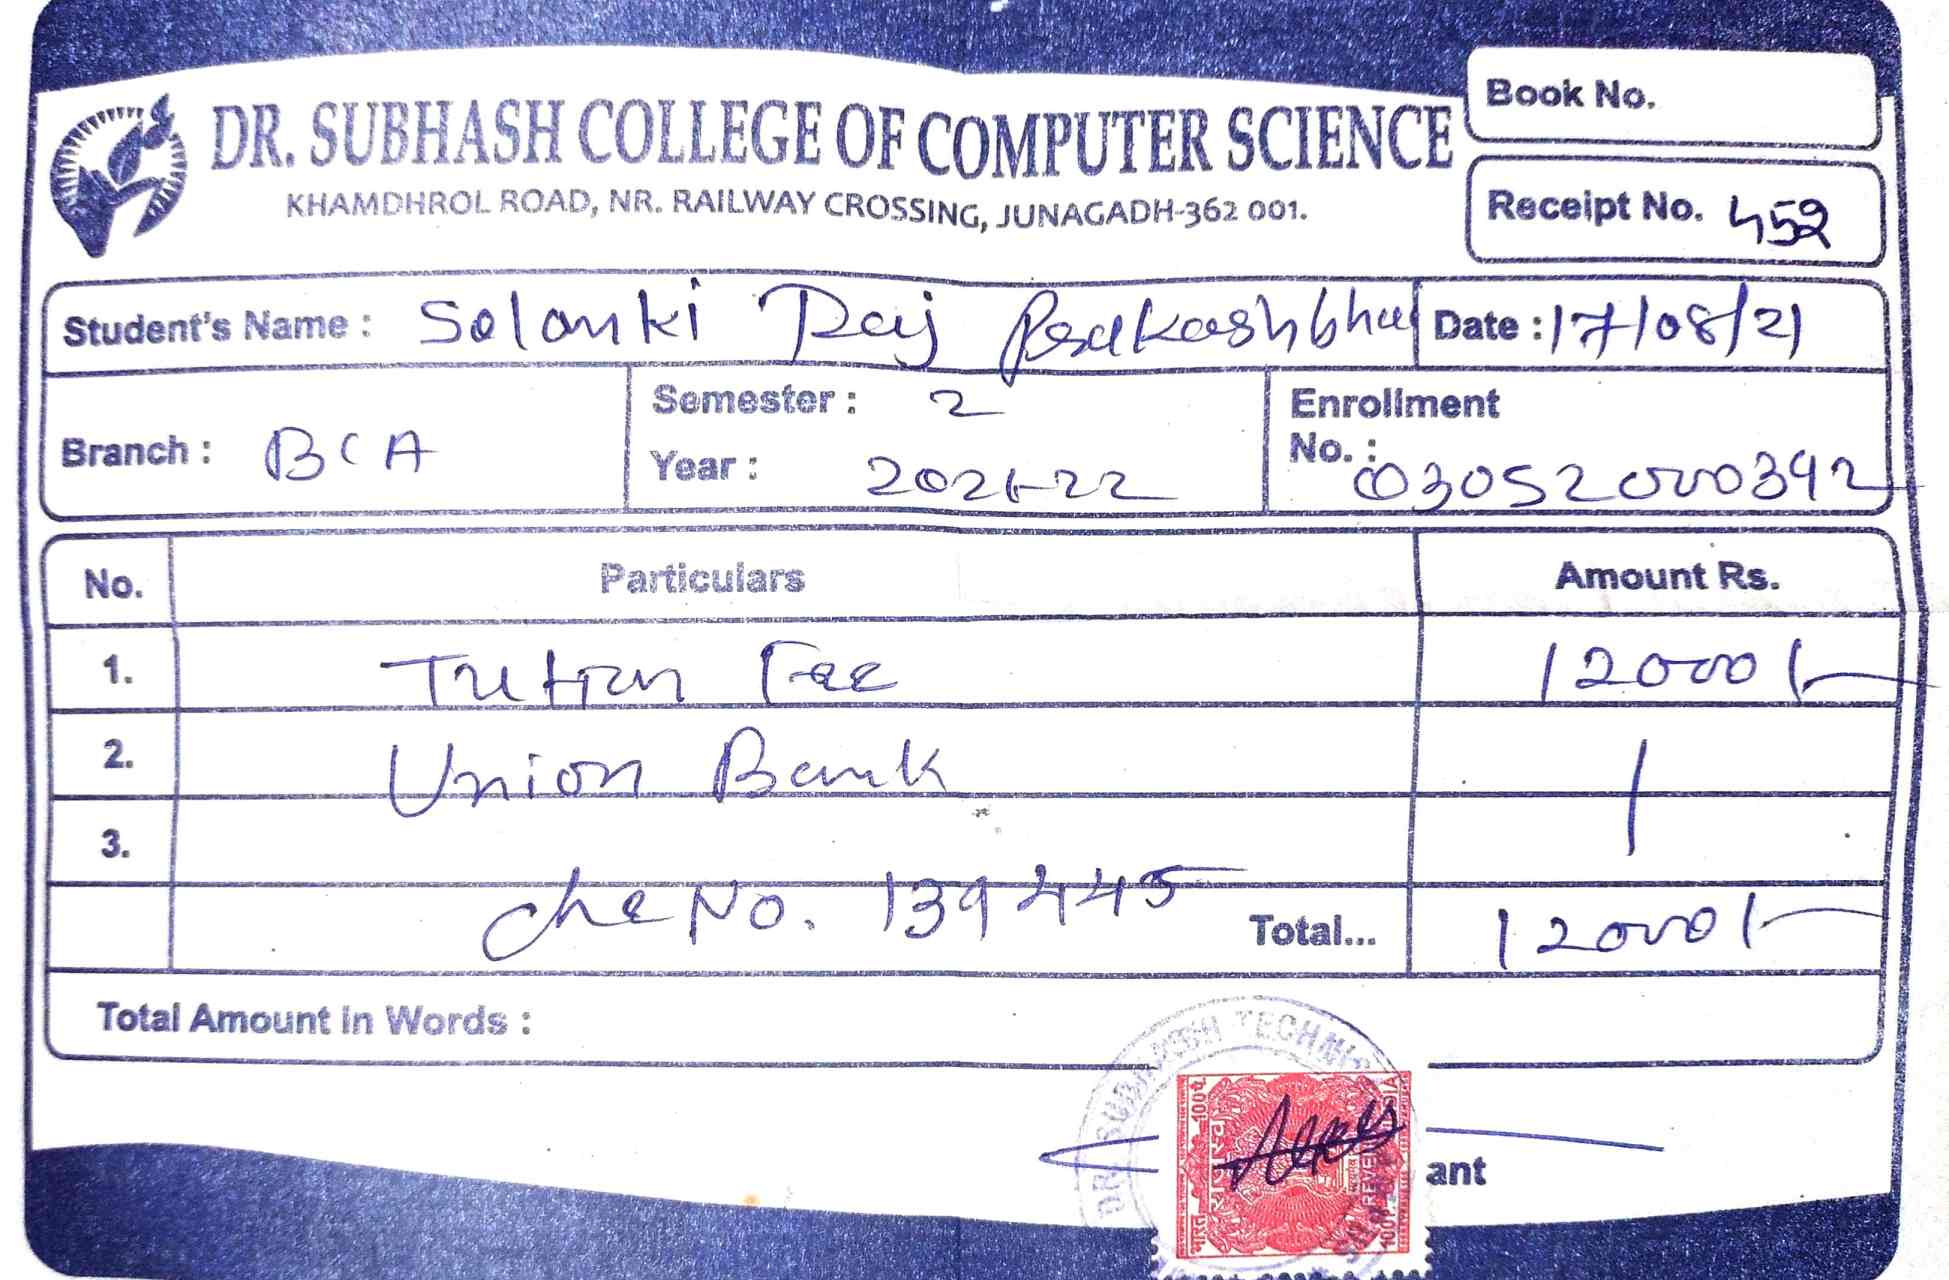 DR. SUBHASH COLLEGE OF COMPUTER SCIENCE
KHAMDHROL ROAD, NR. RAILWAY CROSSING, JUNAGADH-362 001.
Book No.
Receipt No. 452
Student's Name : Solanki Raj Prakashbhai
Date : 17/08/21
Branch : BCA
Semester : 2
Year : 2021-22
Enrollment
No. : 03052000392
No. Particulars Amount Rs.
1. Tution Fee 12000/-
2. Union Bank
3.
Che No. 139445 Total... 12000/-
Total Amount in Words :
DR. SUBHASH TECHNI
ant